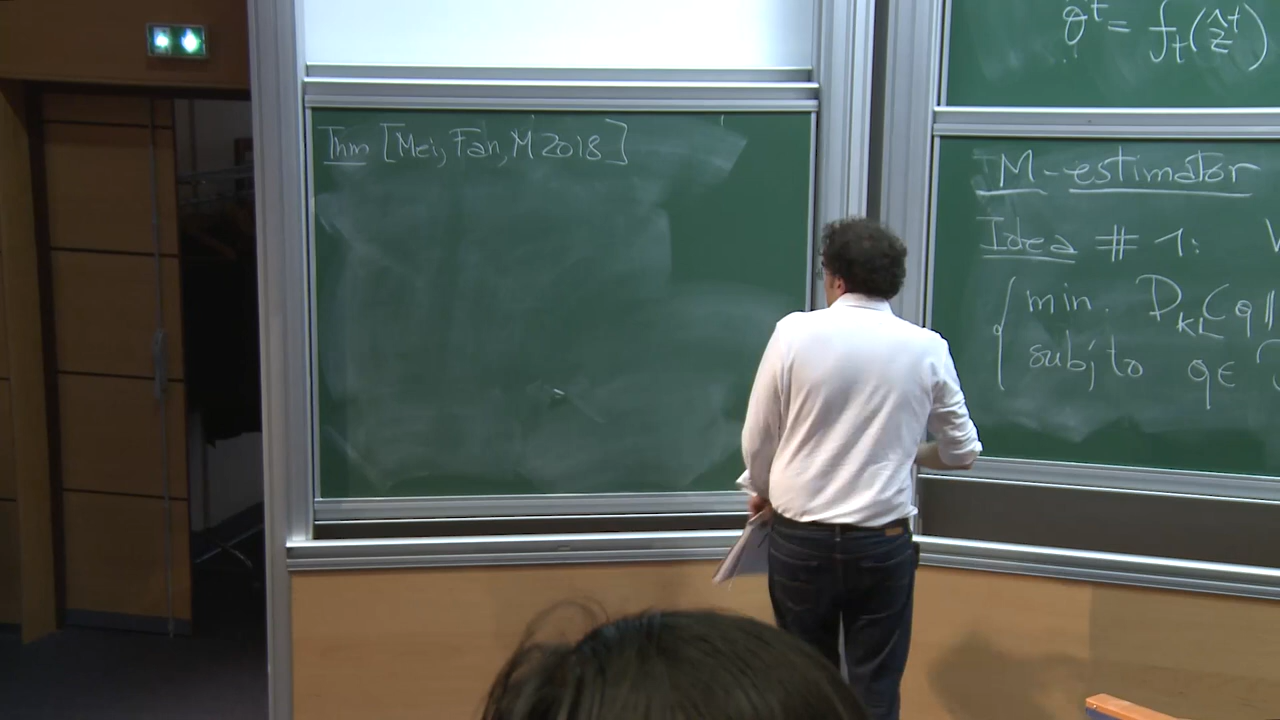 Thm [Mei, Fan, M 2018]
θ̂^t = f_t(ẑ^t)
M-estimator
Idea # 1:
min. D_KL(q||
subj to q∈